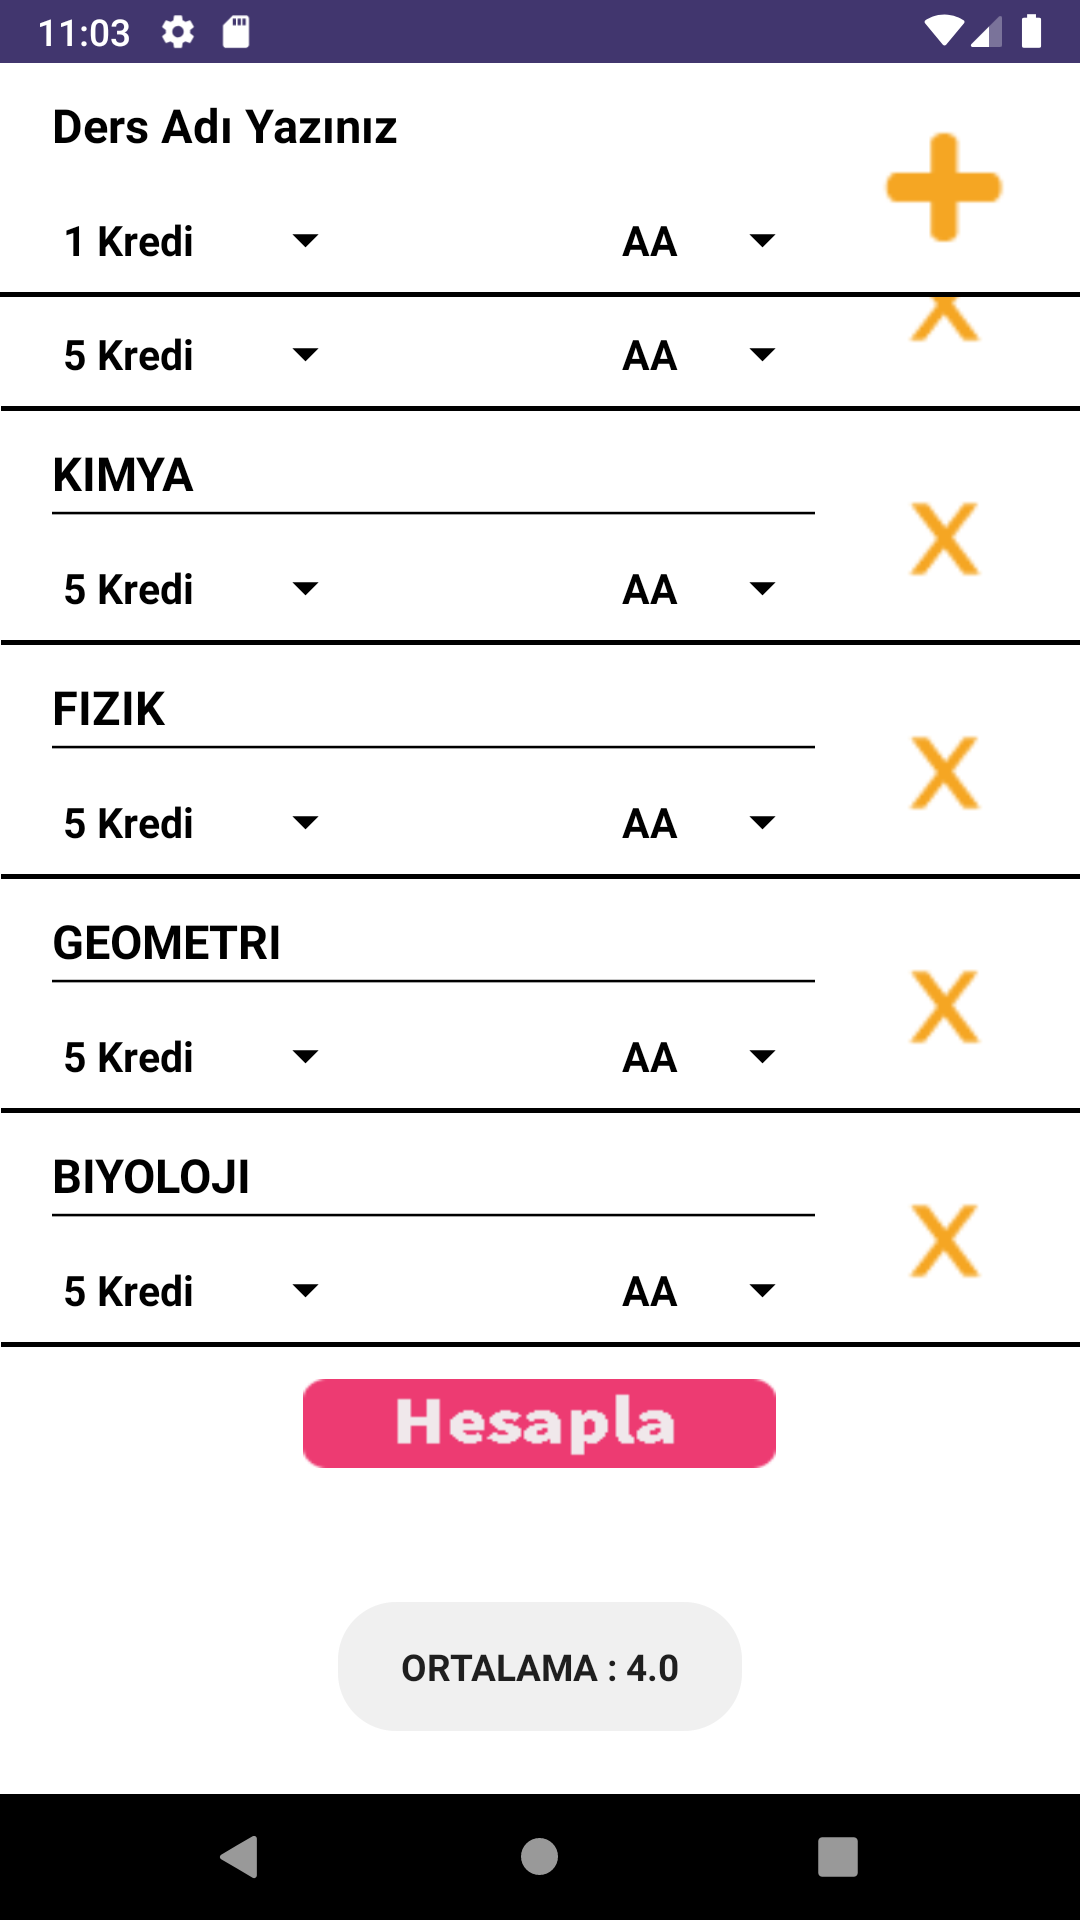 11:03
Ders Adı Yazınız
1 Kredi AA
5 Kredi AA
KIMYA
5 Kredi AA
FIZIK
5 Kredi AA
GEOMETRI
5 Kredi AA
BIYOLOJI
5 Kredi AA
Hesapla
ORTALAMA : 4.0